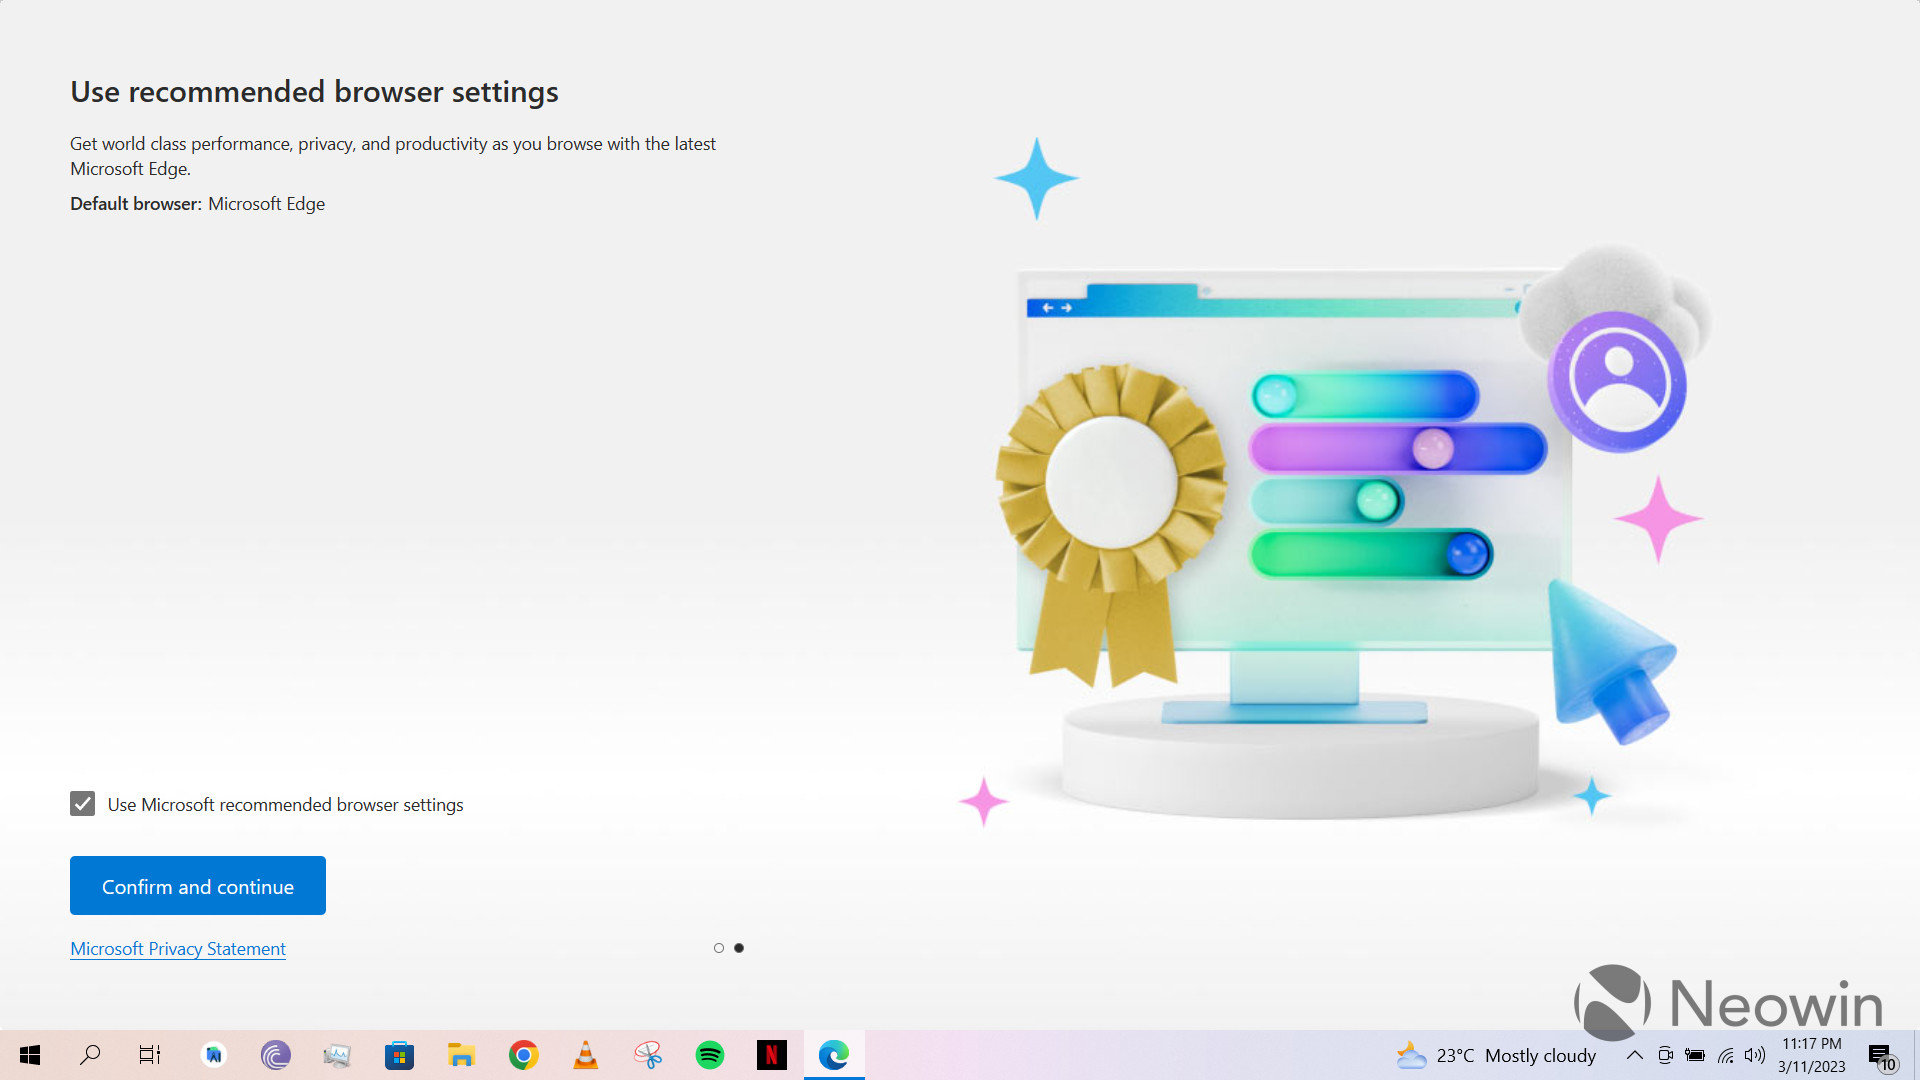 Use recommended browser settings
Get world class performance, privacy, and productivity as you browse with the latest
Microsoft Edge.
Default browser: Microsoft Edge
Use Microsoft recommended browser settings
Confirm and continue
Microsoft Privacy Statement
Neowin
N
23°C Mostly cloudy
11:17 PM
3/11/2023
10